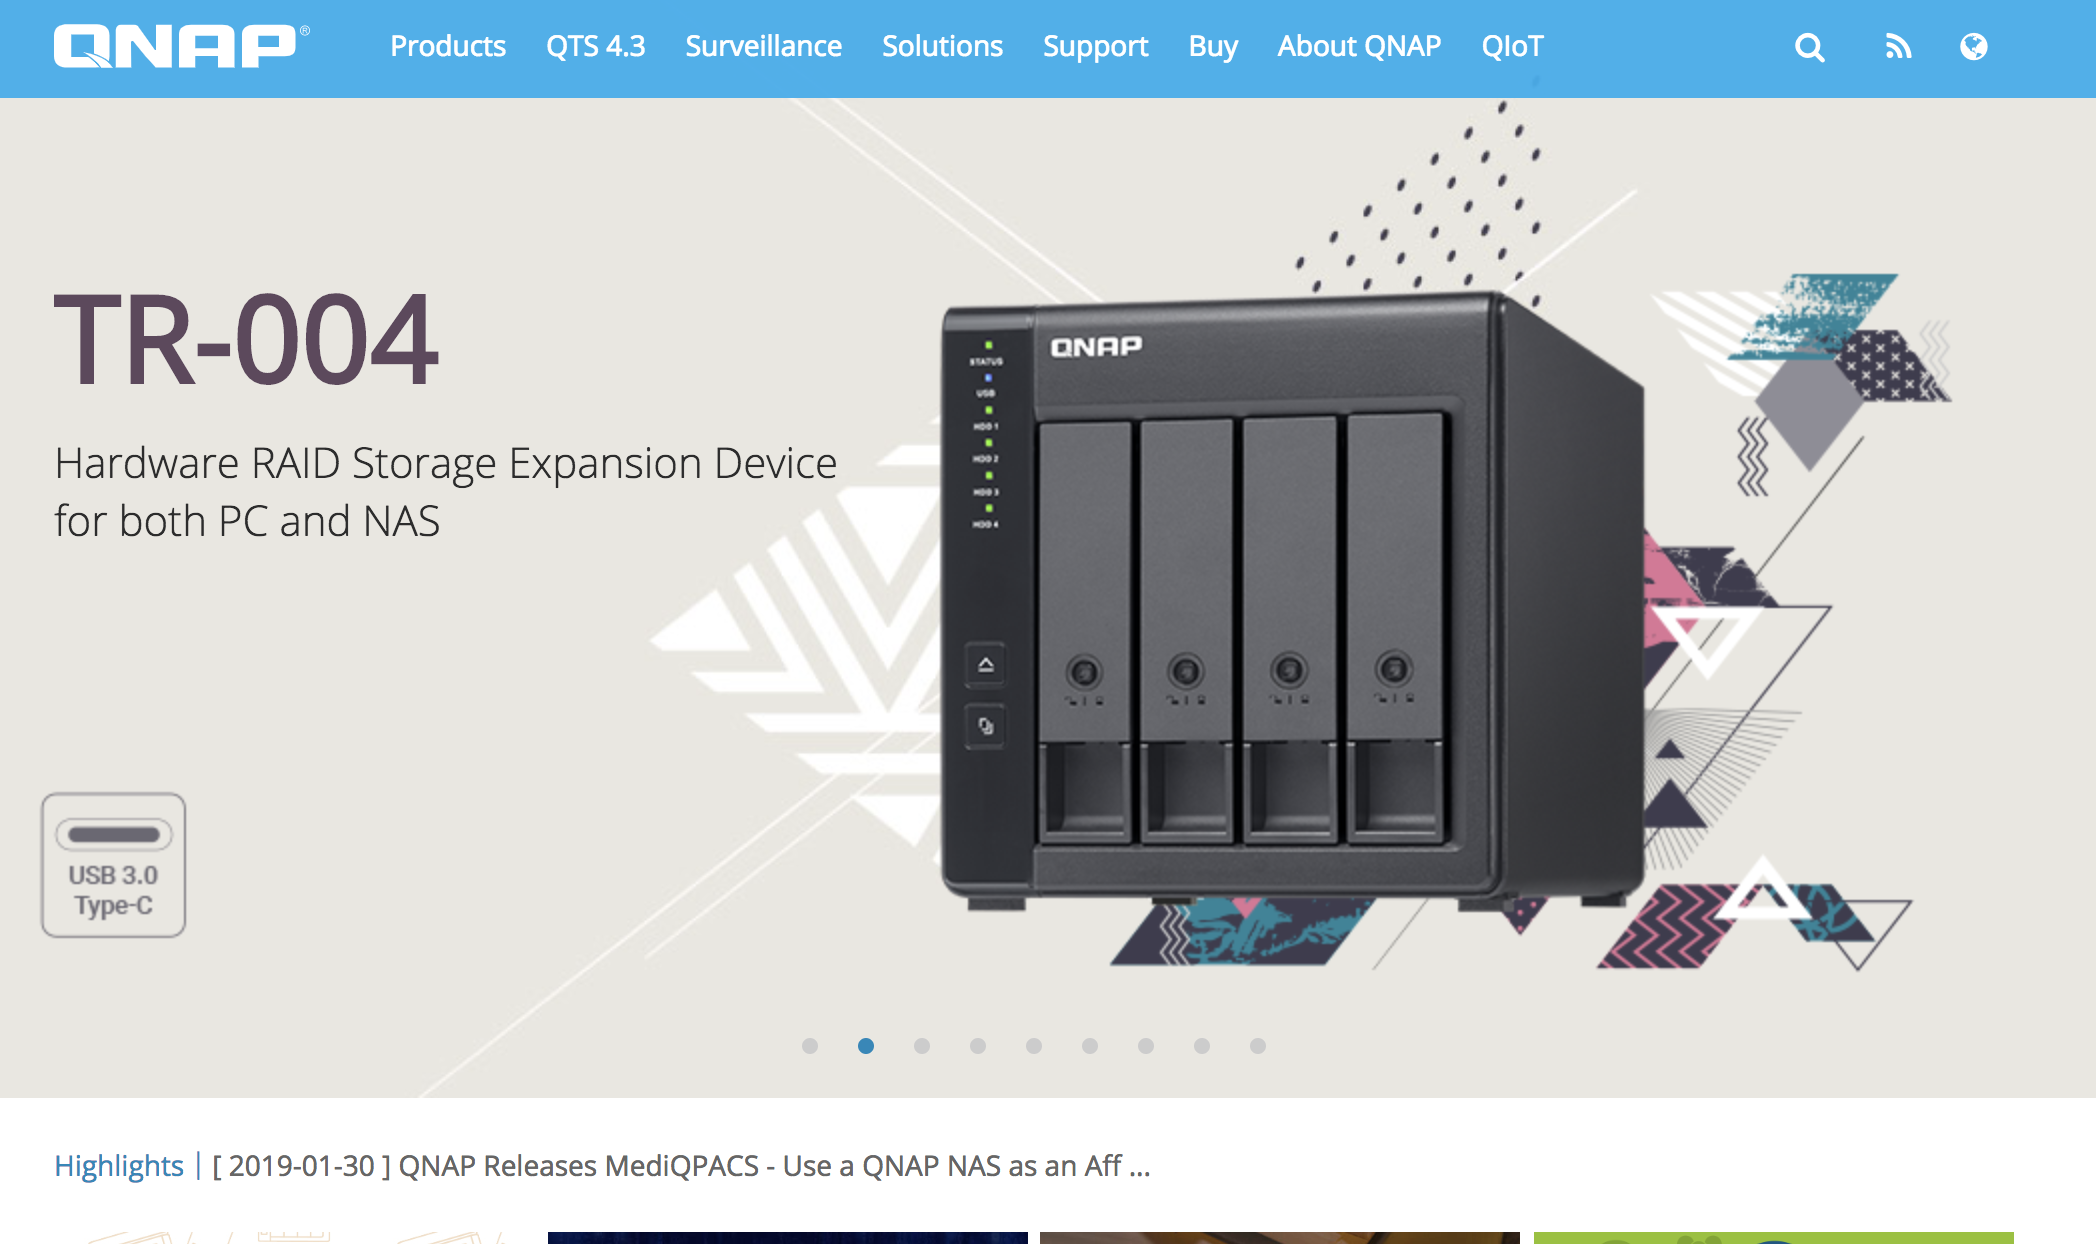 QNAP®
Products QTS 4.3 Surveillance Solutions Support Buy About QNAP QIoT
TR-004
Hardware RAID Storage Expansion Device
for both PC and NAS
USB 3.0
Type-C
QNAP
STATUS
USB
HDD 1
HDD 2
HDD 3
HDD 4
Highlights | [ 2019-01-30 ] QNAP Releases MediQPACS - Use a QNAP NAS as an Aff ...